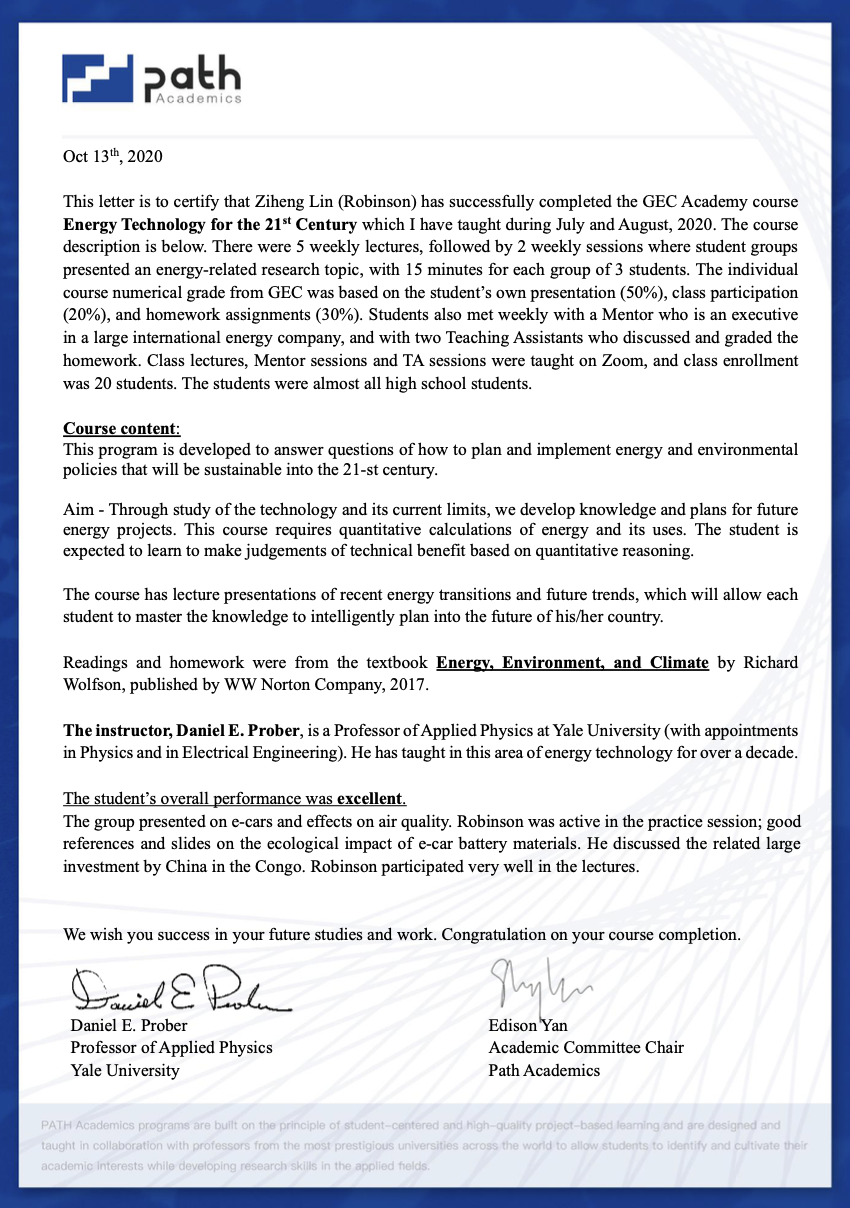 path
Academics
Oct 13th, 2020
This letter is to certify that Ziheng Lin (Robinson) has successfully completed the GEC Academy course
Energy Technology for the 21st Century which I have taught during July and August, 2020. The course
description is below. There were 5 weekly lectures, followed by 2 weekly sessions where student groups
presented an energy-related research topic, with 15 minutes for each group of 3 students. The individual
course numerical grade from GEC was based on the student's own presentation (50%), class participation
(20%), and homework assignments (30%). Students also met weekly with a Mentor who is an executive
in a large international energy company, and with two Teaching Assistants who discussed and graded the
homework. Class lectures, Mentor sessions and TA sessions were taught on Zoom, and class enrollment
was 20 students. The students were almost all high school students.
Course content:
This program is developed to answer questions of how to plan and implement energy and environmental
policies that will be sustainable into the 21-st century.
Aim - Through study of the technology and its current limits, we develop knowledge and plans for future
energy projects. This course requires quantitative calculations of energy and its uses. The student is
expected to learn to make judgements of technical benefit based on quantitative reasoning.
The course has lecture presentations of recent energy transitions and future trends, which will allow each
student to master the knowledge to intelligently plan into the future of his/her country.
Readings and homework were from the textbook Energy, Environment, and Climate by Richard
Wolfson, published by WW Norton Company, 2017.
The instructor, Daniel E. Prober, is a Professor of Applied Physics at Yale University (with appointments
in Physics and in Electrical Engineering). He has taught in this area of energy technology for over a decade.
The student's overall performance was excellent.
The group presented on e-cars and effects on air quality. Robinson was active in the practice session; good
references and slides on the ecological impact of e-car battery materials. He discussed the related large
investment by China in the Congo. Robinson participated very well in the lectures.
We wish you success in your future studies and work. Congratulation on your course completion.
Daniel E Prober
Daniel E. Prober
Professor of Applied Physics
Yale University
Edison Yan
Academic Committee Chair
Path Academics
PATH Academics programs are built on the principle of student-centered and high-quality project-based learning and are designed and
taught in collaboration with professors from the most prestigious universities across the world to allow students to identify and cultivate their
academic interests while developing research skills in the applied fields.